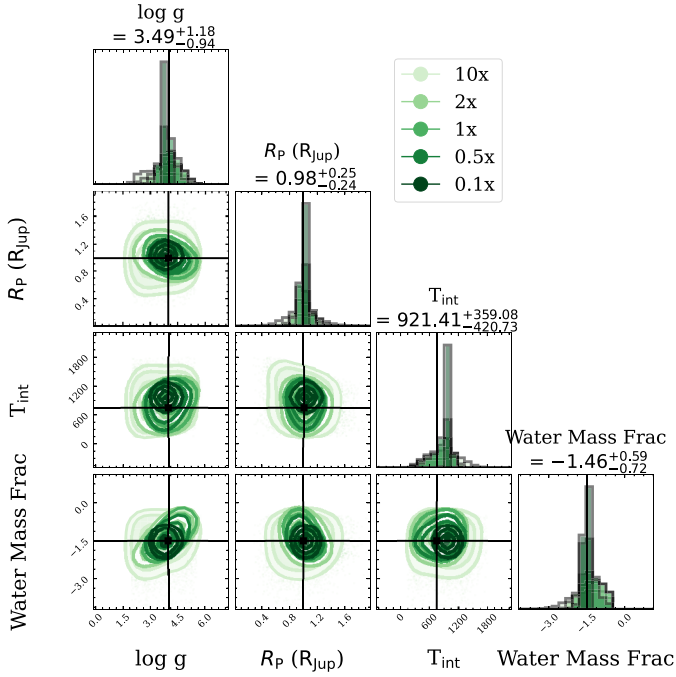 log g
= 3.49+1.18 −0.94
10x
2x
1x
0.5x
0.1x
RP (RJup)
= 0.98+0.25 −0.24
RP (RJup)
1.6
1.2
0.8
0.4
Tint
= 921.41+359.08 −420.73
Tint
1800
1200
600
0
Water Mass Frac
= −1.46+0.59 −0.72
Water Mass Frac
0.0
−1.5
−3.0
0.0 1.5 3.0 4.5 6.0
0.4 0.8 1.2 1.6
0 600 1200 1800
−3.0 −1.5 0.0
log g
RP (RJup)
Tint
Water Mass Frac